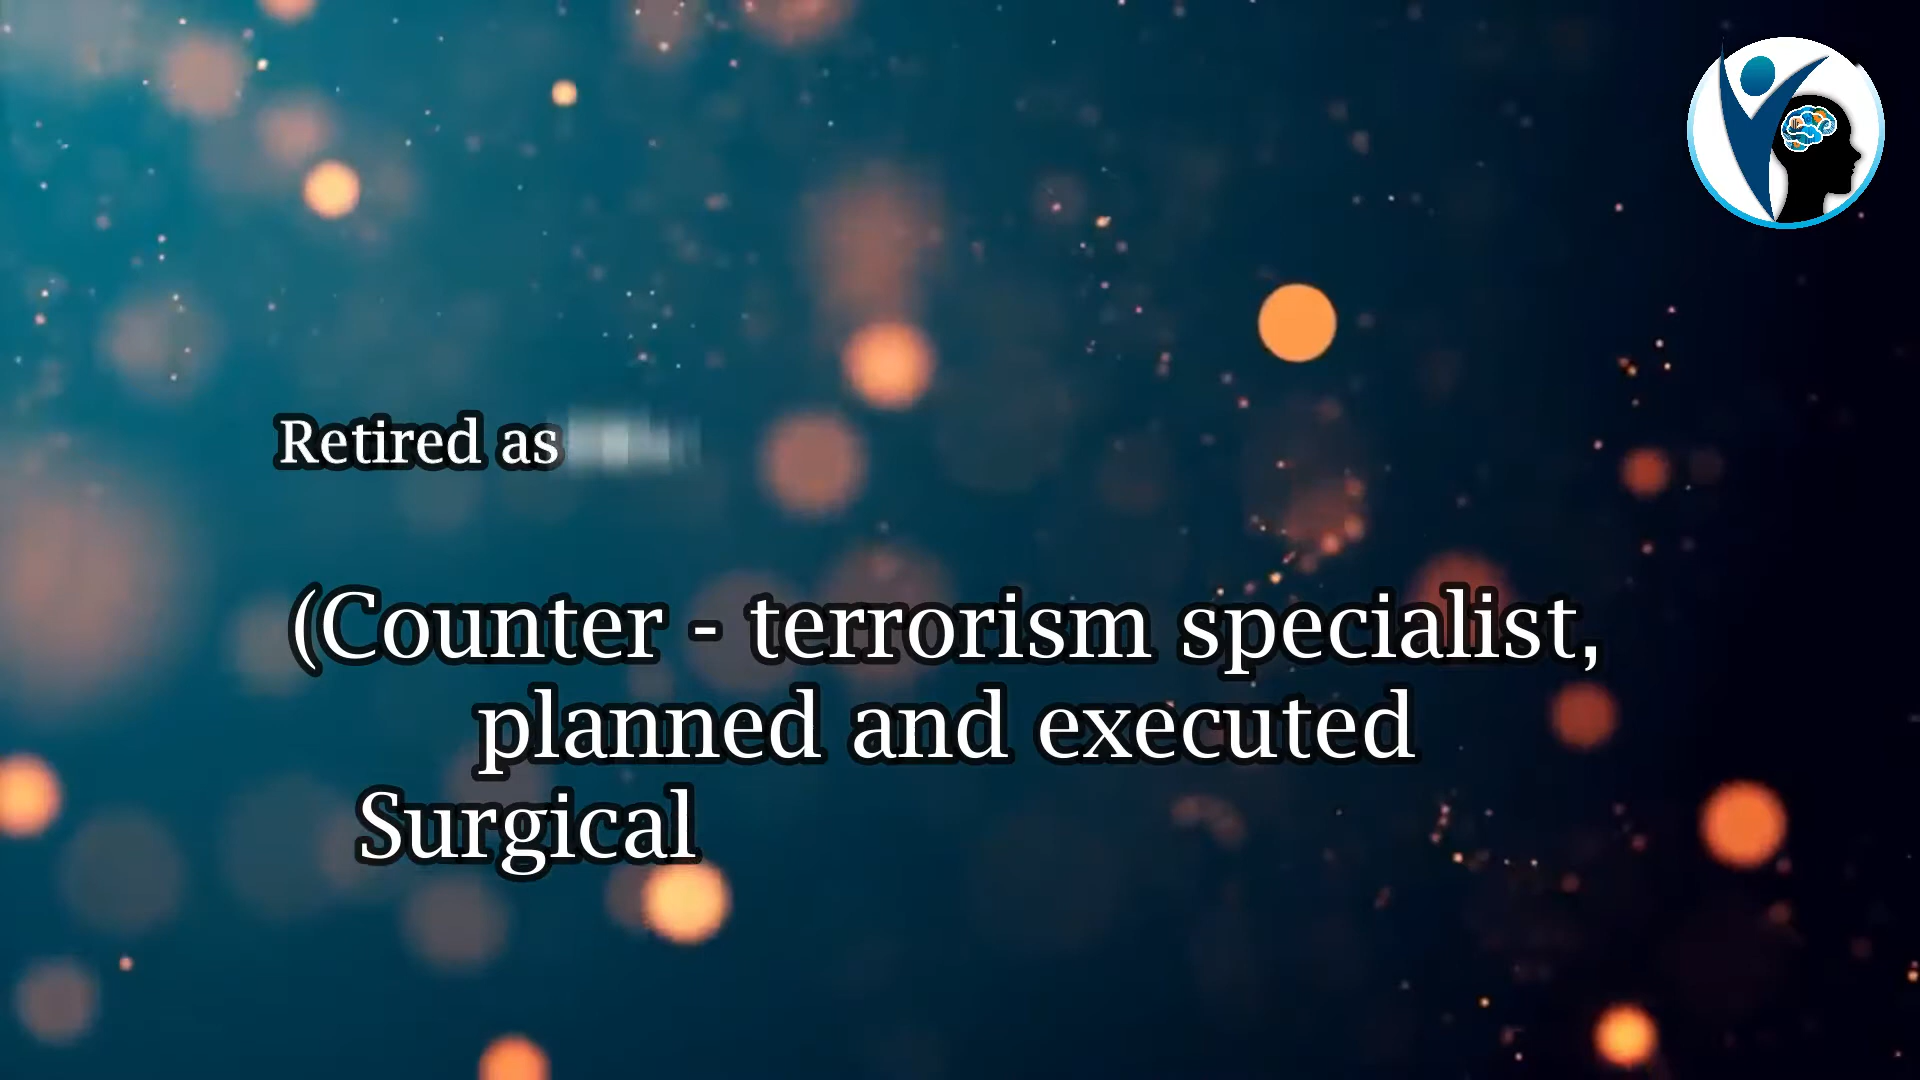 Retired as
(Counter - terrorism specialist,
planned and executed
Surgical